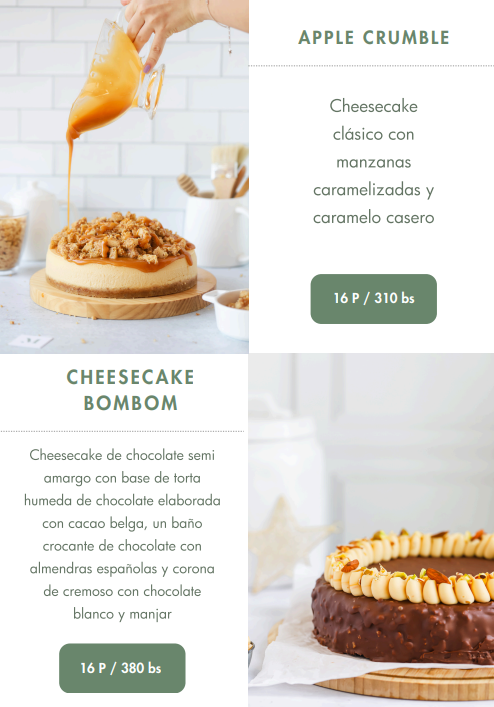 APPLE CRUMBLE
Cheesecake
clásico con
manzanas
caramelizadas y
caramelo casero
16 P / 310 bs
CHEESECAKE
BOMBOM
Cheesecake de chocolate semi
amargo con base de torta
humeda de chocolate elaborada
con cacao belga, un baño
crocante de chocolate con
almendras españolas y corona
de cremoso con chocolate
blanco y manjar
16 P / 380 bs